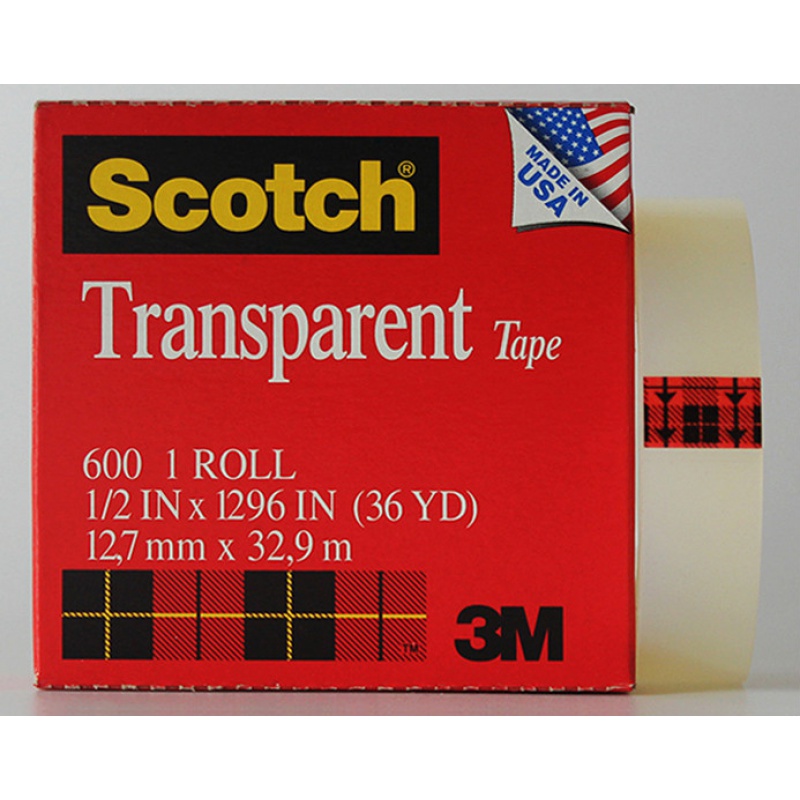 Scotch®
MADE IN
USA
Transparent Tape
600 1 ROLL
1/2 IN x 1296 IN (36 YD)
12,7 mm x 32,9 m
™
3M